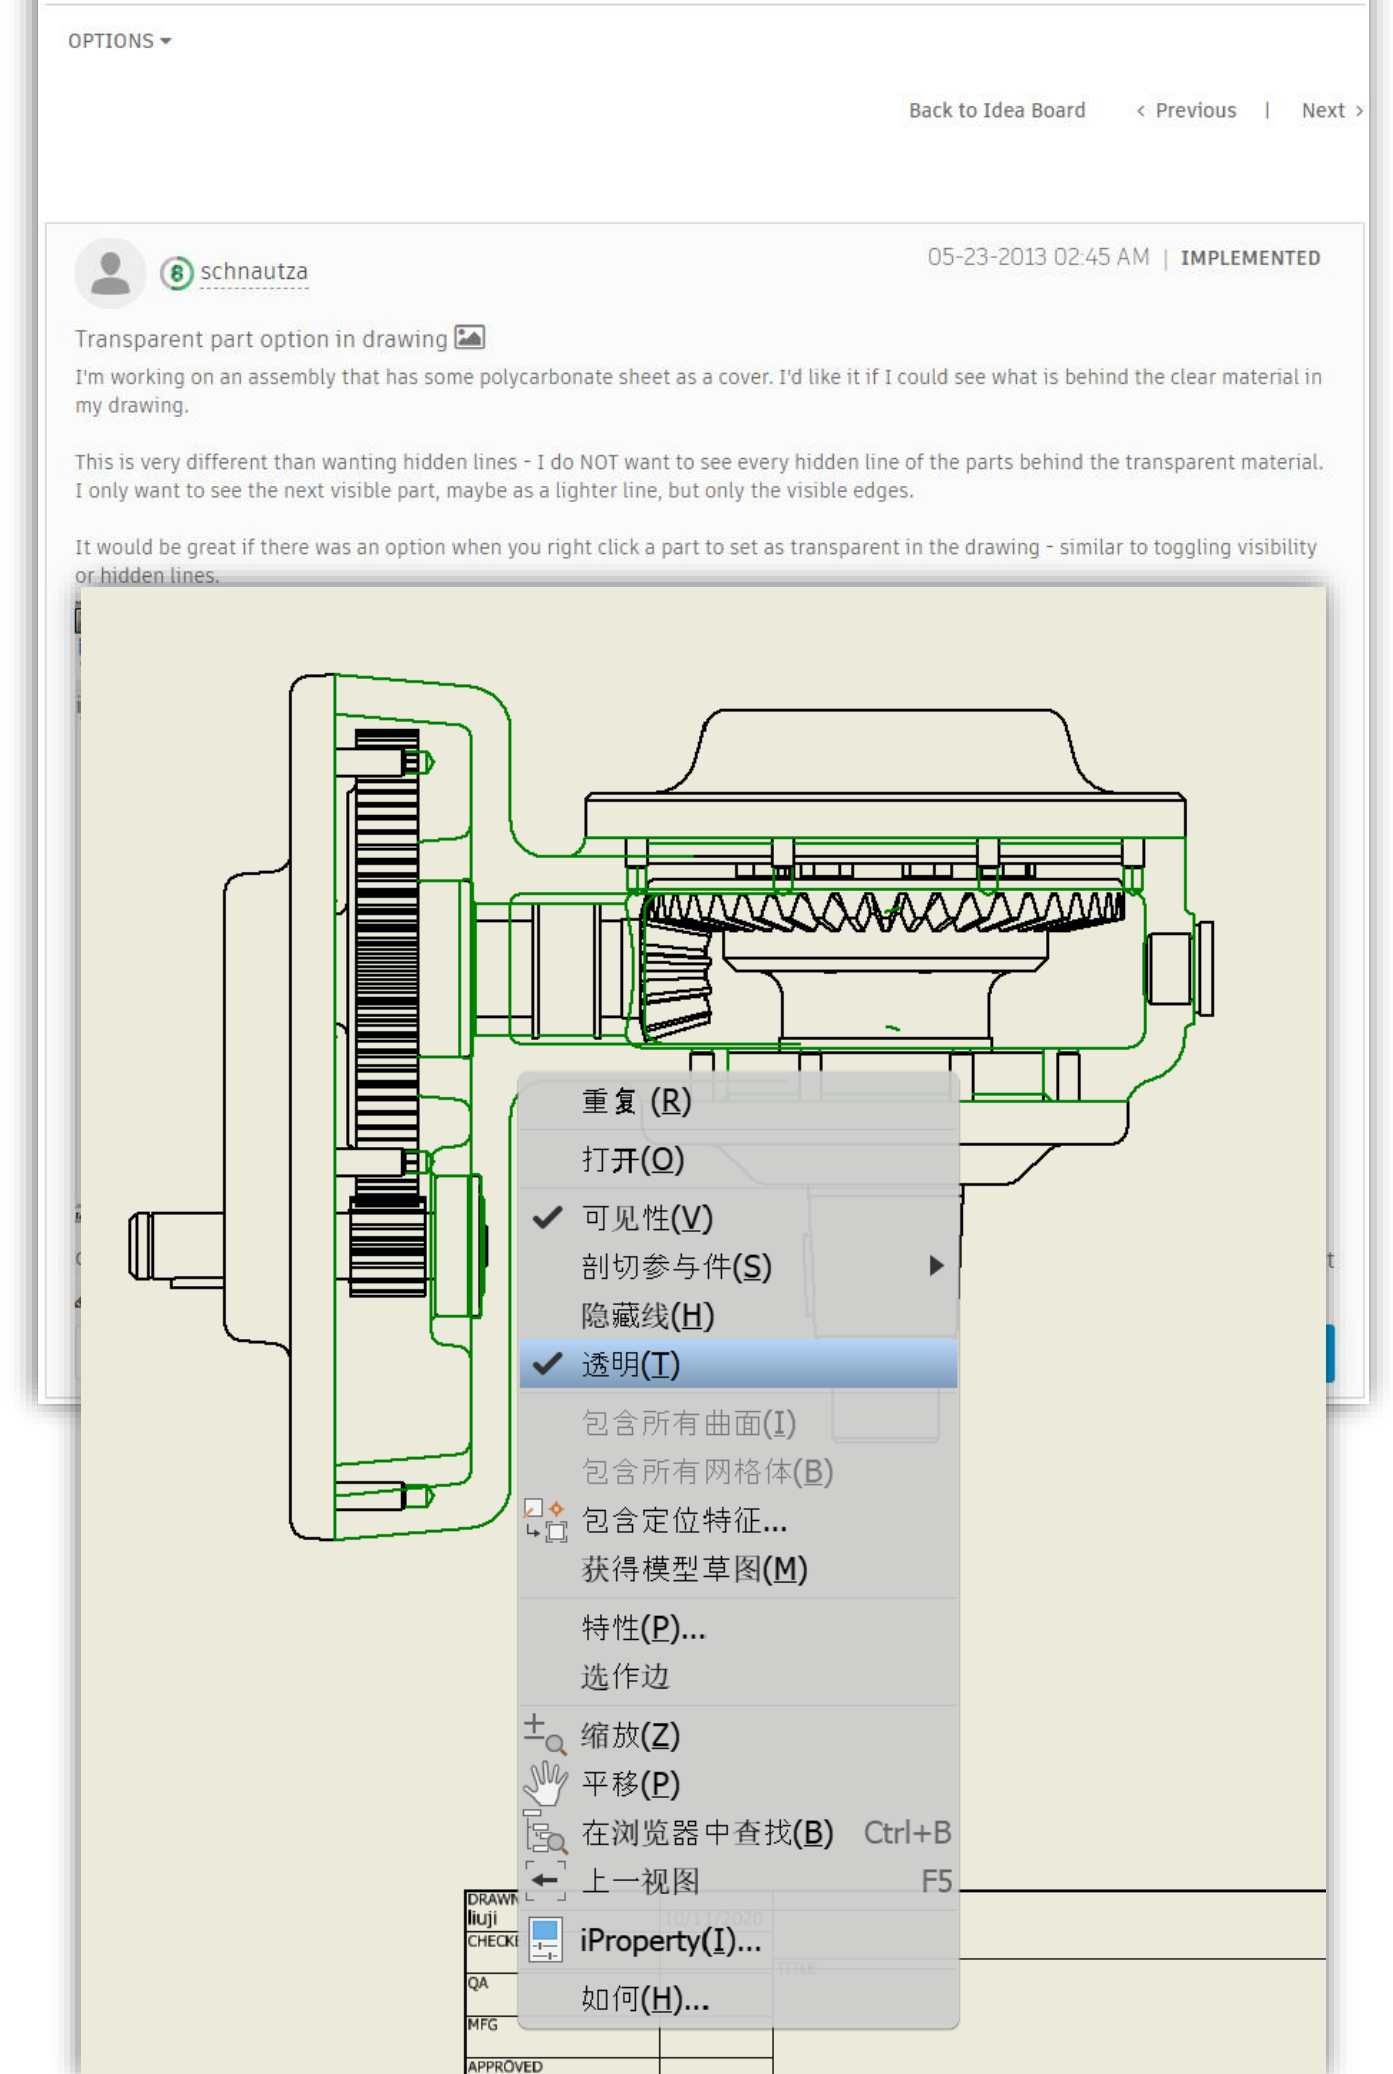 OPTIONS
Back to Idea Board < Previous | Next >
8 schnautza
05-23-2013 02:45 AM | IMPLEMENTED
Transparent part option in drawing
I'm working on an assembly that has some polycarbonate sheet as a cover. I'd like it if I could see what is behind the clear material in
my drawing.
This is very different than wanting hidden lines - I do NOT want to see every hidden line of the parts behind the transparent material.
I only want to see the next visible part, maybe as a lighter line, but only the visible edges.
It would be great if there was an option when you right click a part to set as transparent in the drawing - similar to toggling visibility
or hidden lines.
重复 (R)
打开(O)
可见性(V)
剖切参与件(S)
隐藏线(H)
透明(T)
包含所有曲面(I)
包含所有网格体(B)
包含定位特征...
获得模型草图(M)
特性(P)...
选作边
缩放(Z)
平移(P)
在浏览器中查找(B) Ctrl+B
上一视图 F5
iProperty(I)...
如何(H)...
DRAWN
liuji 10/11/2020
TITLE
QA
MFG
APPROVED